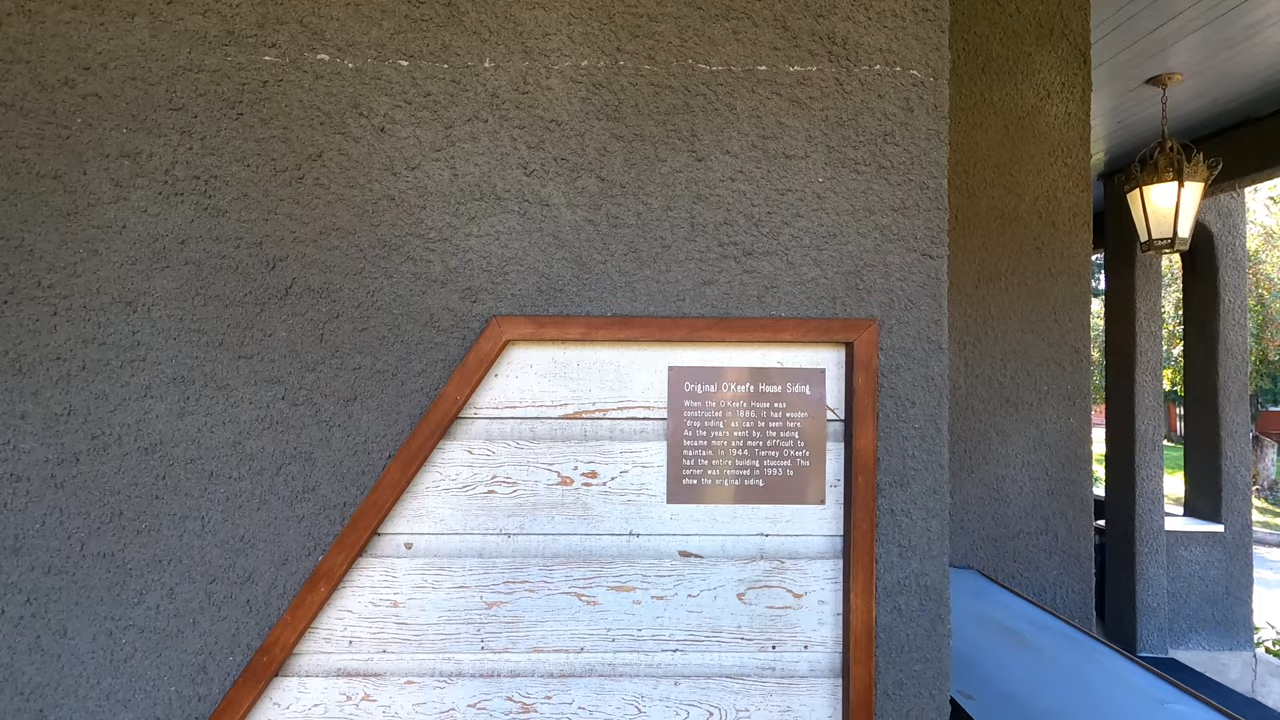 Original O'Keefe House Siding
When the O'Keefe House was
constructed in 1886, it had wooden
"drop siding" as can be seen here.
As the years went by, the siding
became more and more difficult to
maintain. In 1944, Tierney O'Keefe
had the entire building stuccoed. This
corner was removed in 1993 to
show the original siding.